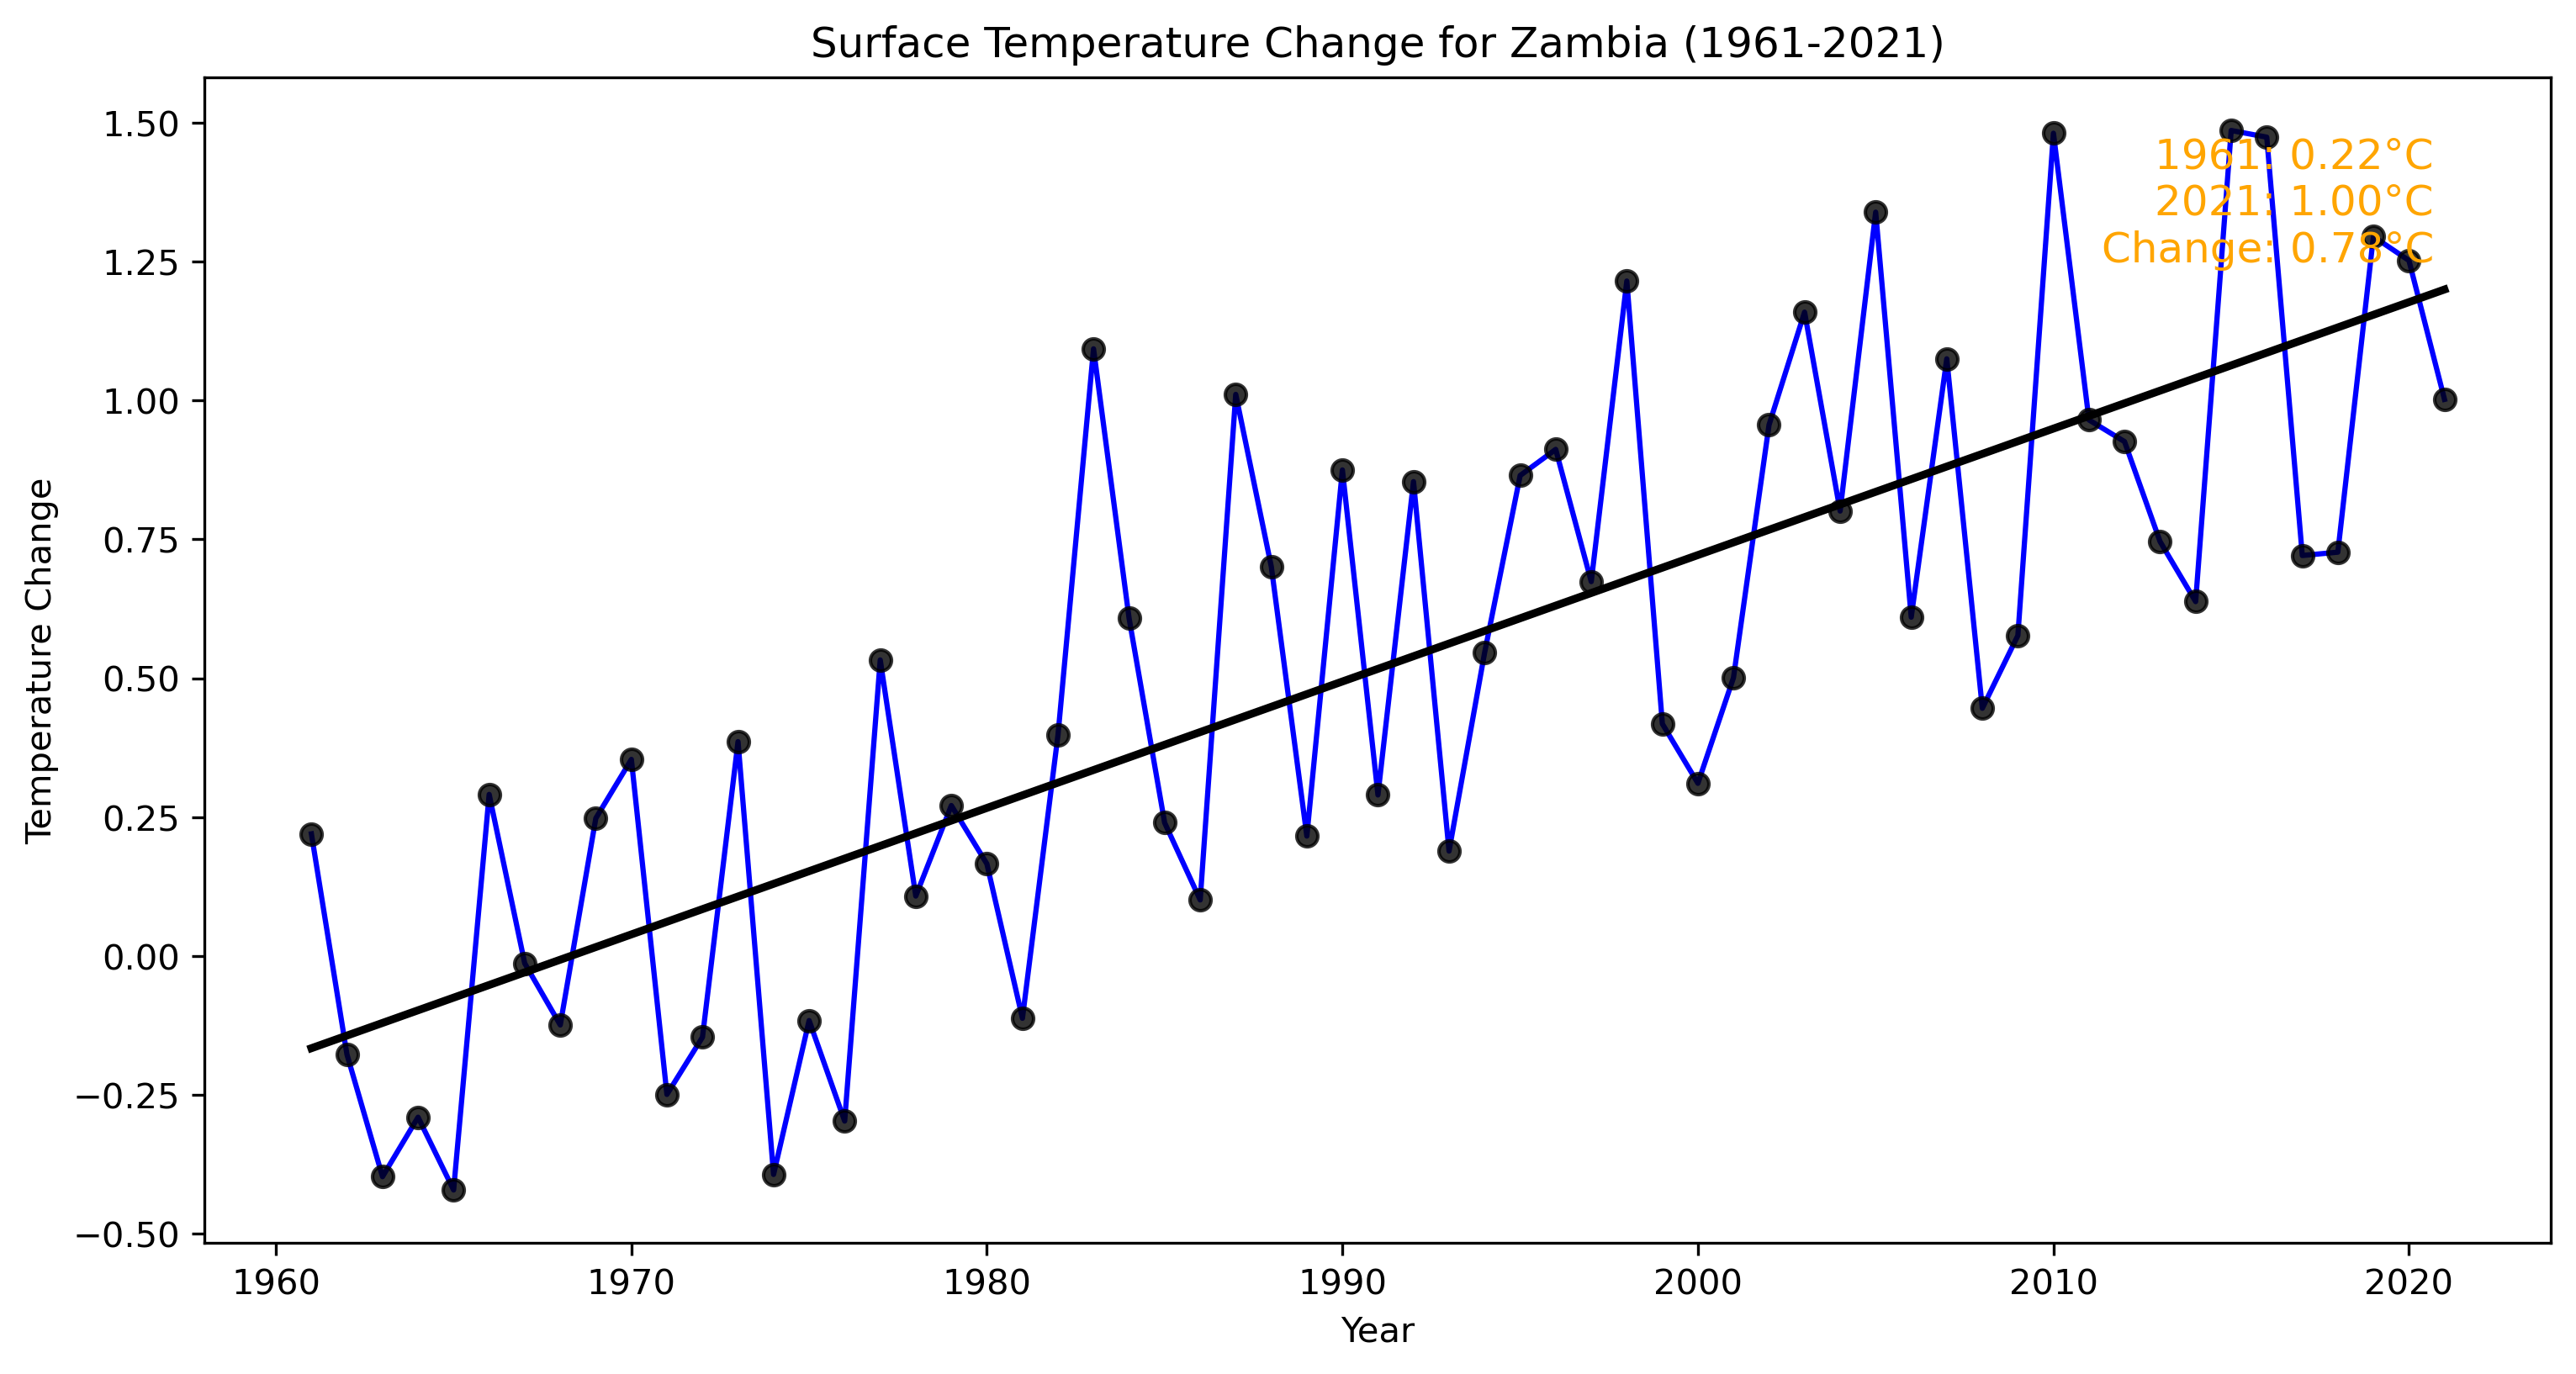 Surface Temperature Change for Zambia (1961-2021)
1.50
1.25
1.00
0.75
0.50
0.25
0.00
−0.25
−0.50
Temperature Change
1961: 0.22°C
2021: 1.00°C
Change: 0.78°C
1960 1970 1980 1990 2000 2010 2020
Year